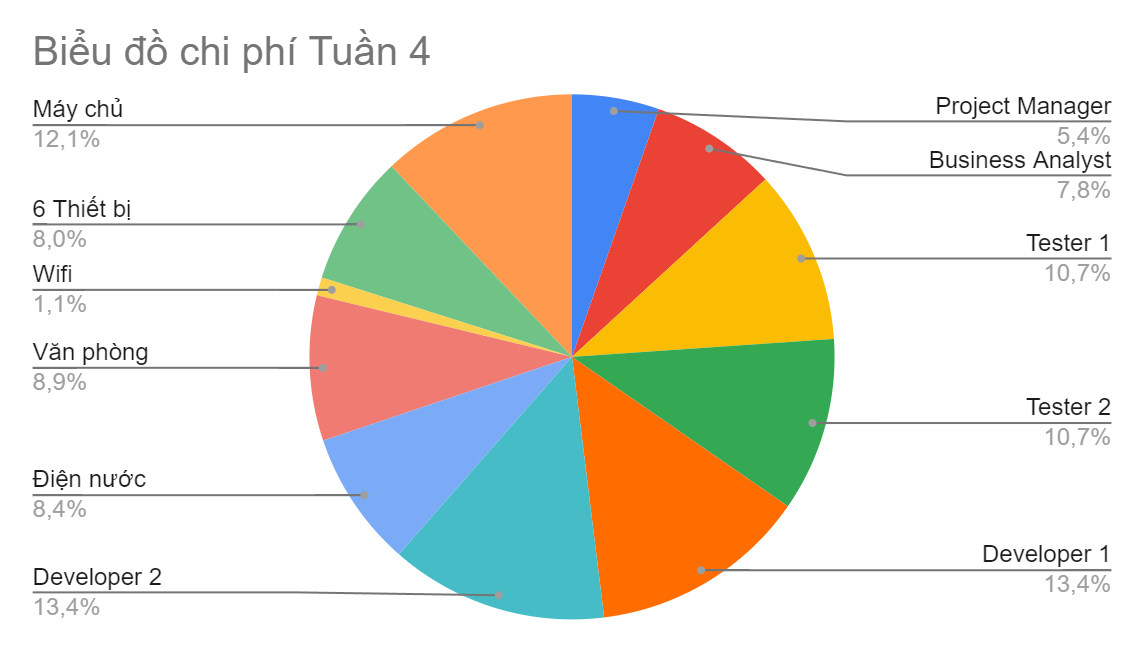 Biểu đồ chi phí Tuần 4
Máy chủ
12,1%
6 Thiết bị
8,0%
Wifi
1,1%
Văn phòng
8,9%
Điện nước
8,4%
Developer 2
13,4%
Project Manager
5,4%
Business Analyst
7,8%
Tester 1
10,7%
Tester 2
10,7%
Developer 1
13,4%